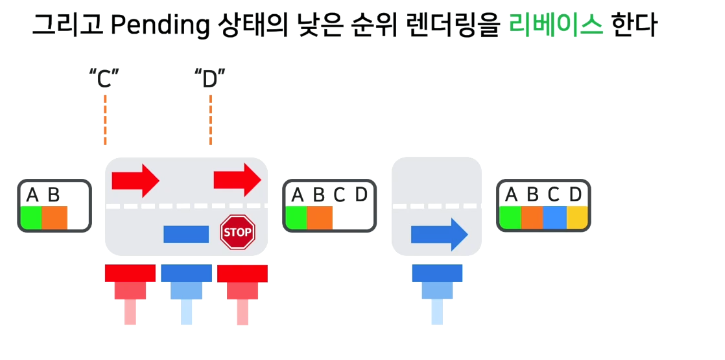 그리고 Pending 상태의 낮은 순위 렌더링을 리베이스 한다
“C” “D”
A B
STOP
A B C D
A B C D